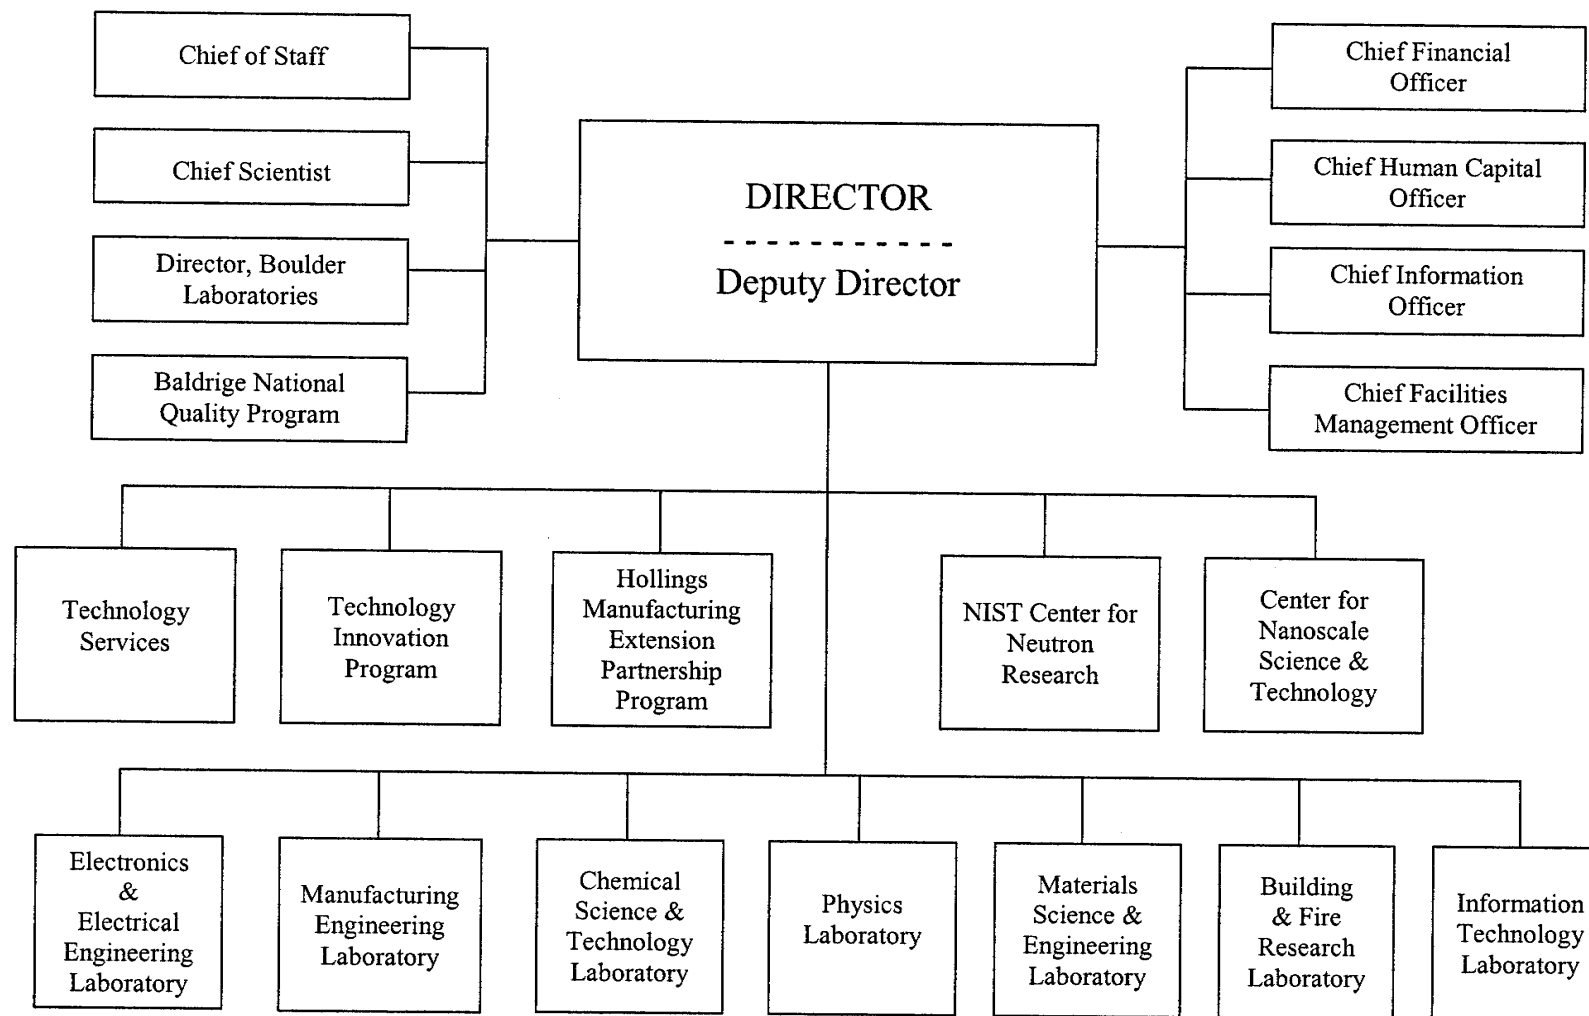 Chief of Staff
Chief Scientist
Director, Boulder
Laboratories
Baldrige National
Quality Program
DIRECTOR
-----------
Deputy Director
Chief Financial
Officer
Chief Human Capital
Officer
Chief Information
Officer
Chief Facilities
Management Officer
Technology
Services
Technology
Innovation
Program
Hollings
Manufacturing
Extension
Partnership
Program
NIST Center for
Neutron
Research
Center for
Nanoscale
Science &
Technology
Electronics
&
Electrical
Engineering
Laboratory
Manufacturing
Engineering
Laboratory
Chemical
Science &
Technology
Laboratory
Physics
Laboratory
Materials
Science &
Engineering
Laboratory
Building
& Fire
Research
Laboratory
Information
Technology
Laboratory